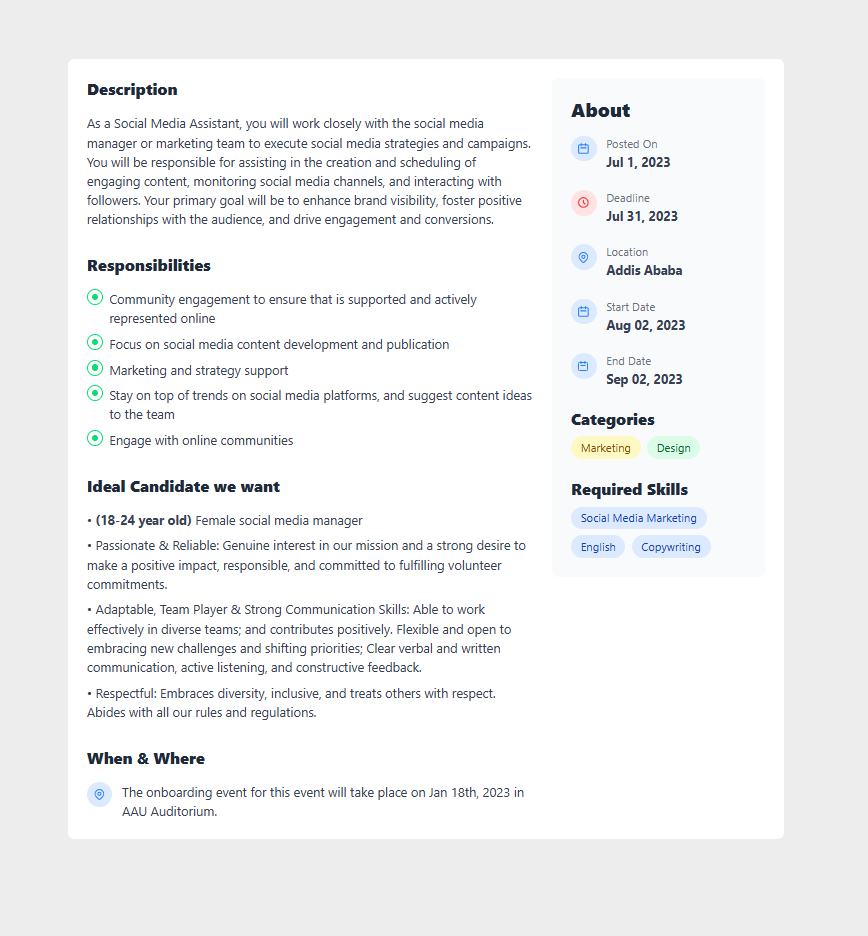 Description
As a Social Media Assistant, you will work closely with the social media
manager or marketing team to execute social media strategies and campaigns.
You will be responsible for assisting in the creation and scheduling of
engaging content, monitoring social media channels, and interacting with
followers. Your primary goal will be to enhance brand visibility, foster positive
relationships with the audience, and drive engagement and conversions.
Responsibilities
Community engagement to ensure that is supported and actively
represented online
Focus on social media content development and publication
Marketing and strategy support
Stay on top of trends on social media platforms, and suggest content ideas
to the team
Engage with online communities
Ideal Candidate we want
• (18-24 year old) Female social media manager
• Passionate & Reliable: Genuine interest in our mission and a strong desire to
make a positive impact, responsible, and committed to fulfilling volunteer
commitments.
• Adaptable, Team Player & Strong Communication Skills: Able to work
effectively in diverse teams; and contributes positively. Flexible and open to
embracing new challenges and shifting priorities; Clear verbal and written
communication, active listening, and constructive feedback.
• Respectful: Embraces diversity, inclusive, and treats others with respect.
Abides with all our rules and regulations.
When & Where
The onboarding event for this event will take place on Jan 18th, 2023 in
AAU Auditorium.
About
Posted On
Jul 1, 2023
Deadline
Jul 31, 2023
Location
Addis Ababa
Start Date
Aug 02, 2023
End Date
Sep 02, 2023
Categories
Marketing Design
Required Skills
Social Media Marketing
English Copywriting